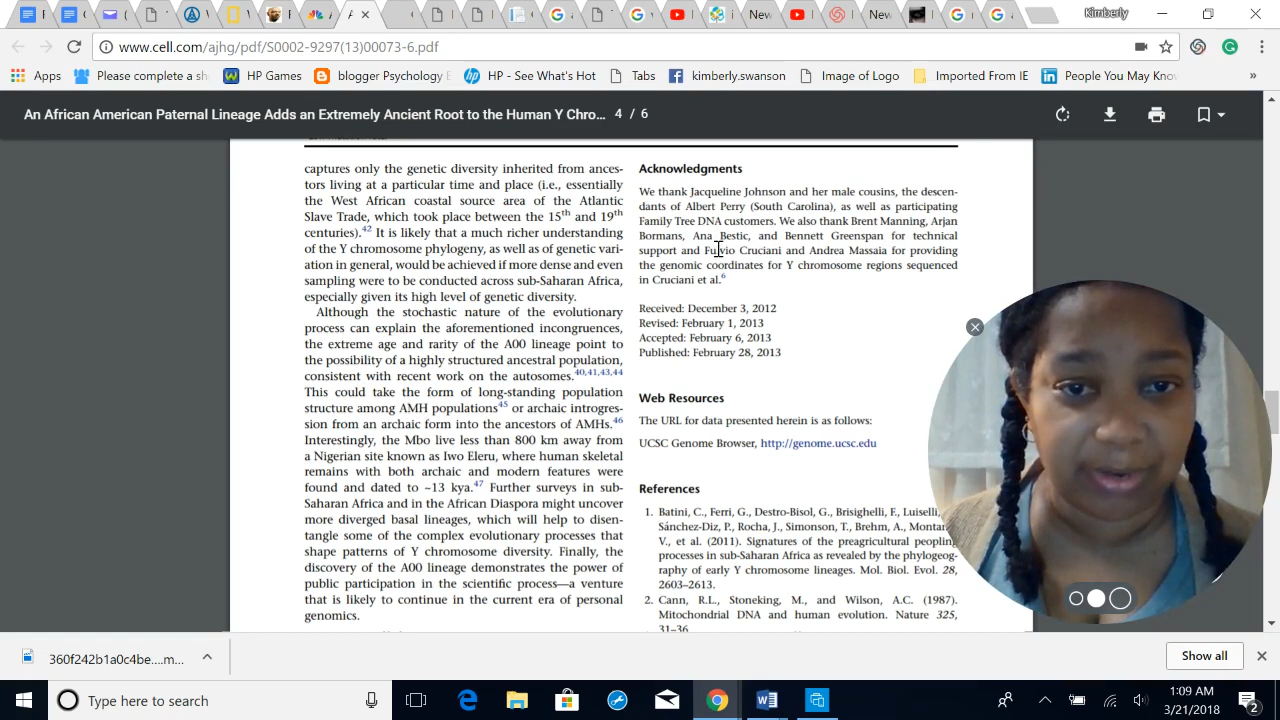 Kimberly
New
New
www.cell.com/ajhg/pdf/S0002-9297(13)00073-6.pdf
Apps
Please complete a sh
HP Games
blogger Psychology E
HP - See What's Hot
Tabs
kimberly.swanson
Image of Logo
Imported From IE
People You May Know
»
An African American Paternal Lineage Adds an Extremely Ancient Root to the Human Y Chro... 4 / 6
captures only the genetic diversity inherited from ances-
tors living at a particular time and place (i.e., essentially
the West African coastal source area of the Atlantic
Slave Trade, which took place between the 15th and 19th
centuries).42 It is likely that a much richer understanding
of the Y chromosome phylogeny, as well as of genetic vari-
ation in general, would be achieved if more dense and even
sampling were to be conducted across sub-Saharan Africa,
especially given its high level of genetic diversity.
Although the stochastic nature of the evolutionary
process can explain the aforementioned incongruences,
the extreme age and rarity of the A00 lineage point to
the possibility of a highly structured ancestral population,
consistent with recent work on the autosomes.40,41,43,44
This could take the form of long-standing population
structure among AMH populations45 or archaic introgres-
sion from an archaic form into the ancestors of AMHs.46
Interestingly, the Mbo live less than 800 km away from
a Nigerian site known as Iwo Eleru, where human skeletal
remains with both archaic and modern features were
found and dated to ~13 kya.47 Further surveys in sub-
Saharan Africa and in the African Diaspora might uncover
more diverged basal lineages, which will help to disen-
tangle some of the complex evolutionary processes that
shape patterns of Y chromosome diversity. Finally, the
discovery of the A00 lineage demonstrates the power of
public participation in the scientific process—a venture
that is likely to continue in the current era of personal
genomics.
Acknowledgments
We thank Jacqueline Johnson and her male cousins, the descen-
dants of Albert Perry (South Carolina), as well as participating
Family Tree DNA customers. We also thank Brent Manning, Arjan
Bormans, Ana Bestic, and Bennett Greenspan for technical
support and Fulvio Cruciani and Andrea Massaia for providing
the genomic coordinates for Y chromosome regions sequenced
in Cruciani et al.6
Received: December 3, 2012
Revised: February 1, 2013
Accepted: February 6, 2013
Published: February 28, 2013
Web Resources
The URL for data presented herein is as follows:
UCSC Genome Browser, http://genome.ucsc.edu
References
1. Batini, C., Ferri, G., Destro-Bisol, G., Brisighelli, F., Luiselli,
Sánchez-Diz, P., Rocha, J., Simonson, T., Brehm, A., Montan
V., et al. (2011). Signatures of the preagricultural peopling
processes in sub-Saharan Africa as revealed by the phylogeog-
raphy of early Y chromosome lineages. Mol. Biol. Evol. 28,
2603–2613.
2. Cann, R.L., Stoneking, M., and Wilson, A.C. (1987).
Mitochondrial DNA and human evolution. Nature 325,
31–36.
360f242b1a0c4be....m...
Show all
Type here to search
1:09 AM
3/21/2018
2